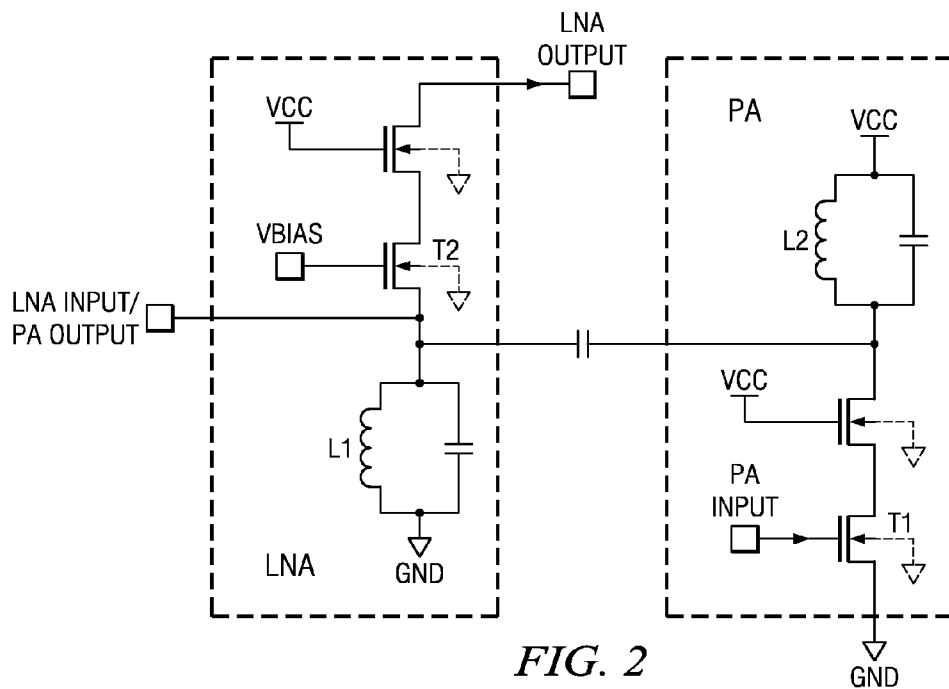 LNA
OUTPUT
VCC
PA
VCC
VBIAS
T2
L2
LNA INPUT/
PA OUTPUT
VCC
L1
PA
INPUT
T1
LNA
GND
FIG. 2
GND